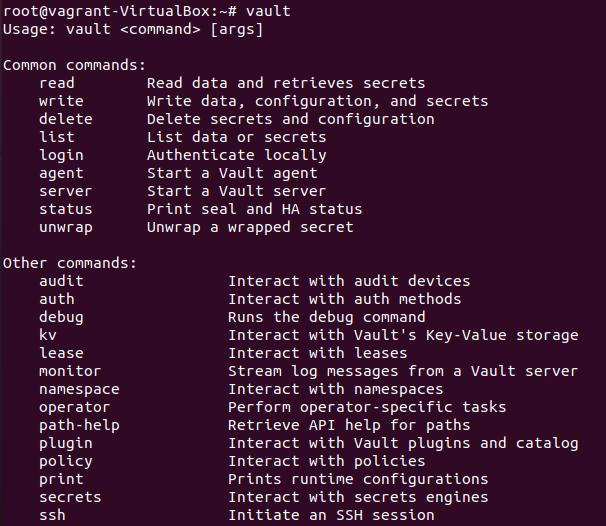 root@vagrant-VirtualBox:~# vault
Usage: vault <command> [args]

Common commands:
    read        Read data and retrieves secrets
    write       Write data, configuration, and secrets
    delete      Delete secrets and configuration
    list        List data or secrets
    login       Authenticate locally
    agent       Start a Vault agent
    server      Start a Vault server
    status      Print seal and HA status
    unwrap      Unwrap a wrapped secret

Other commands:
    audit                Interact with audit devices
    auth                 Interact with auth methods
    debug                Runs the debug command
    kv                   Interact with Vault's Key-Value storage
    lease                Interact with leases
    monitor              Stream log messages from a Vault server
    namespace            Interact with namespaces
    operator             Perform operator-specific tasks
    path-help            Retrieve API help for paths
    plugin               Interact with Vault plugins and catalog
    policy               Interact with policies
    print                Prints runtime configurations
    secrets              Interact with secrets engines
    ssh                  Initiate an SSH session